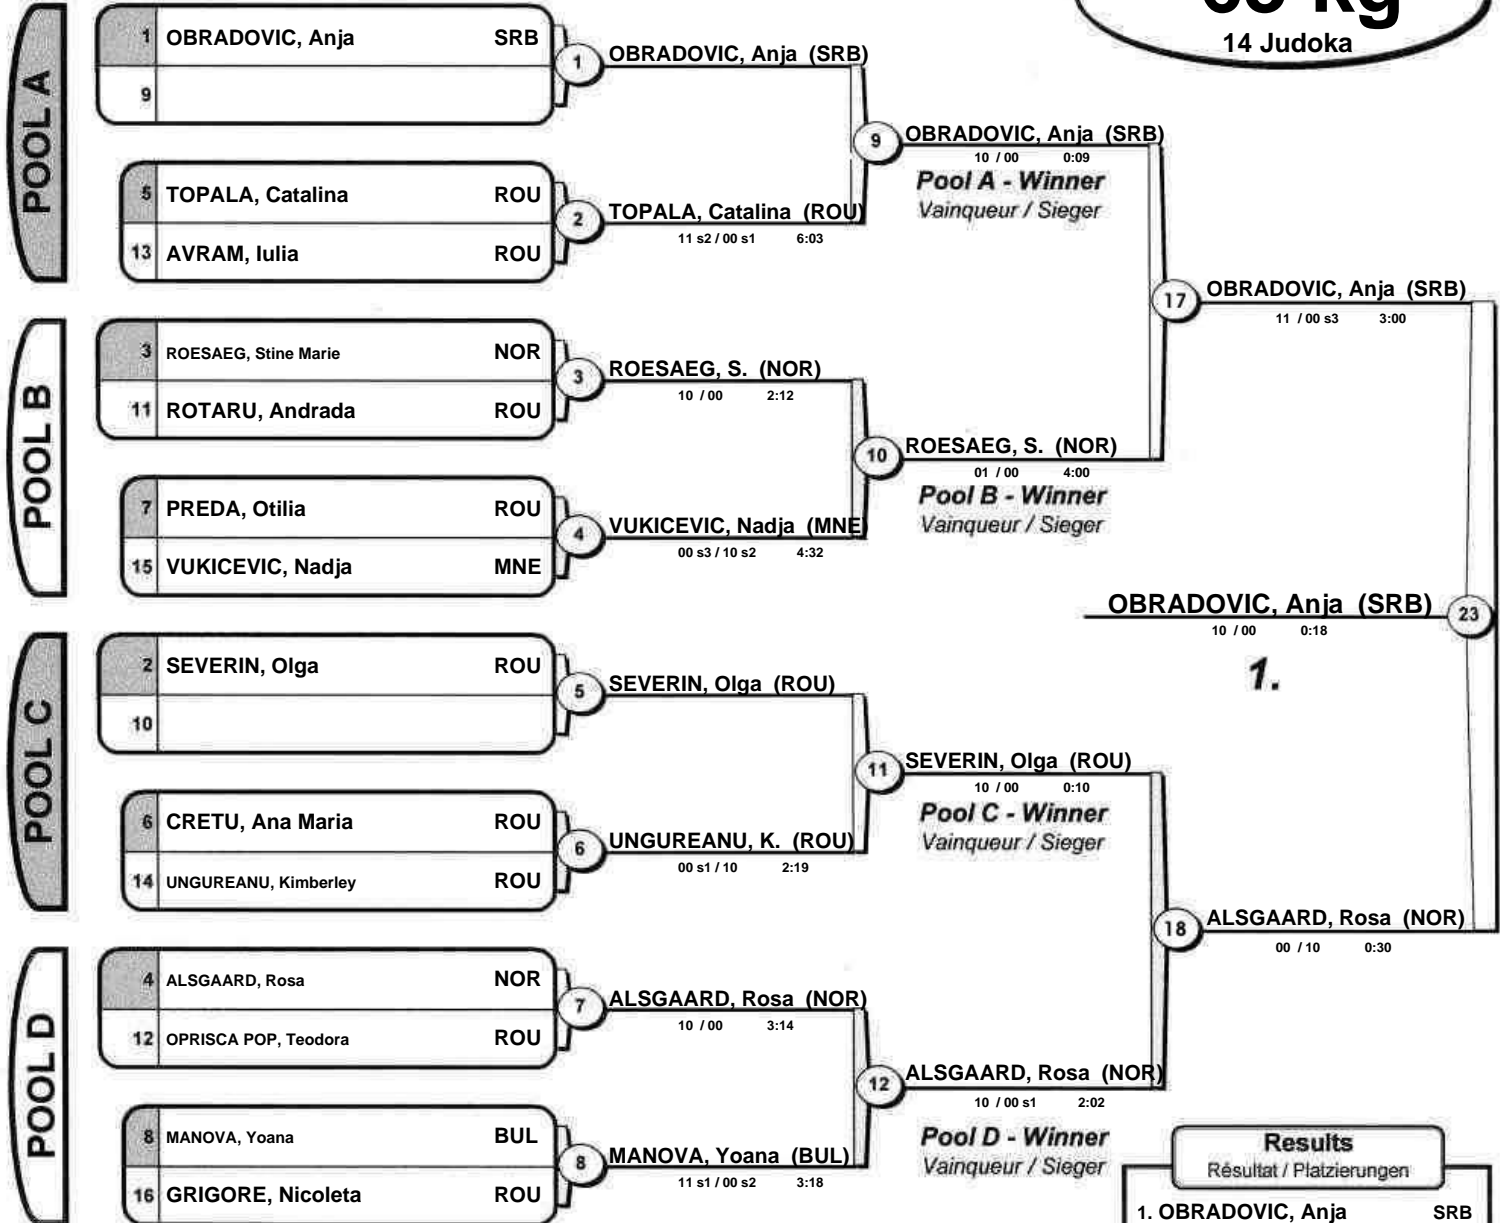 kg
14 Judoka
POOL A
1 OBRADOVIC, Anja SRB
9
1 OBRADOVIC, Anja (SRB)
5 TOPALA, Catalina ROU
13 AVRAM, Iulia ROU
2 TOPALA, Catalina (ROU)
11 s2 / 00 s1 6:03
9 OBRADOVIC, Anja (SRB)
10 / 00 0:09
Pool A - Winner
Vainqueur / Sieger
POOL B
3 ROESAEG, Stine Marie NOR
11 ROTARU, Andrada ROU
3 ROESAEG, S. (NOR)
10 / 00 2:12
7 PREDA, Otilia ROU
15 VUKICEVIC, Nadja MNE
4 VUKICEVIC, Nadja (MNE)
00 s3 / 10 s2 4:32
10 ROESAEG, S. (NOR)
01 / 00 4:00
Pool B - Winner
Vainqueur / Sieger
17 OBRADOVIC, Anja (SRB)
11 / 00 s3 3:00
OBRADOVIC, Anja (SRB) 23
10 / 00 0:18
1.
POOL C
2 SEVERIN, Olga ROU
10
5 SEVERIN, Olga (ROU)
6 CRETU, Ana Maria ROU
14 UNGUREANU, Kimberley ROU
6 UNGUREANU, K. (ROU)
00 s1 / 10 2:19
11 SEVERIN, Olga (ROU)
10 / 00 0:10
Pool C - Winner
Vainqueur / Sieger
18 ALSGAARD, Rosa (NOR)
00 / 10 0:30
POOL D
4 ALSGAARD, Rosa NOR
12 OPRISCA POP, Teodora ROU
7 ALSGAARD, Rosa (NOR)
10 / 00 3:14
8 MANOVA, Yoana BUL
16 GRIGORE, Nicoleta ROU
8 MANOVA, Yoana (BUL)
11 s1 / 00 s2 3:18
12 ALSGAARD, Rosa (NOR)
10 / 00 s1 2:02
Pool D - Winner
Vainqueur / Sieger
Results
Résultat / Platzierungen
1. OBRADOVIC, Anja SRB